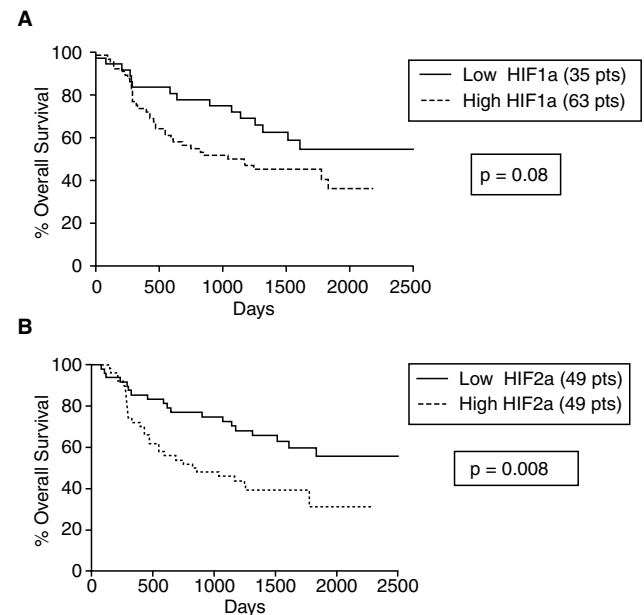 A
100
80
60
40
20
0
% Overall Survival
0 500 1000 1500 2000 2500
Days
Low HIF1a (35 pts)
High HIF1a (63 pts)
p = 0.08
B
100
80
60
40
20
0
% Overall Survival
0 500 1000 1500 2000 2500
Days
Low HIF2a (49 pts)
High HIF2a (49 pts)
p = 0.008